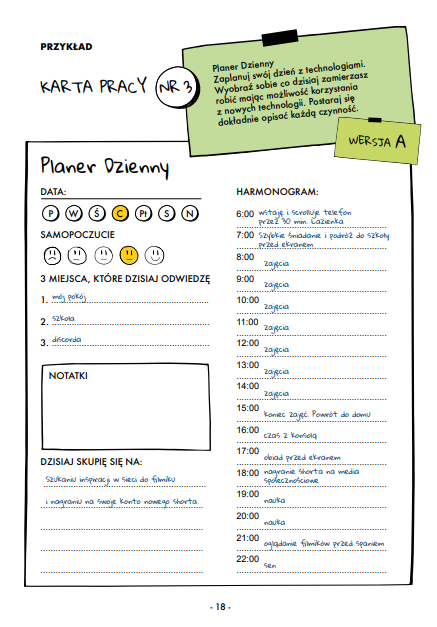 PRZYKŁAD
KARTA PRACY NR 3
Planer Dzienny
Zaplanuj swój dzień z technologiami.
Wyobraź sobie co dzisiaj zamierzasz
robić mając możliwość korzystania
z nowych technologii. Postaraj się
dokładnie opisać każdą czynność.
WERSJA A
Planer Dzienny
DATA:
P W Ś C Pt S N
SAMOPOCZUCIE
3 MIEJSCA, KTÓRE DZISIAJ ODWIEDZĘ
1. mój pokój
2. szkoła
3. discorda
NOTATKI
DZISIAJ SKUPIĘ SIĘ NA:
Szukaniu inspiracji w sieci do filmiku
i nagraniu na swoje konto nowego shorta.
HARMONOGRAM:
6:00 wstaję i scrolluję telefon
przez 30 min. Łazienka
7:00 Szybkie śniadanie i podróż do szkoły
przed ekranem
8:00 zajęcia
9:00 zajęcia
10:00 zajęcia
11:00 zajęcia
12:00 zajęcia
13:00 zajęcia
14:00 zajęcia
15:00 koniec zajęć. Powrót do domu
16:00 czas z konsolą
17:00 obiad przed ekranem
18:00 nagranie shorta na media
społecznościowe
19:00 nauka
20:00 nauka
21:00 oglądanie filmików przed spaniem
22:00 sen
- 18 -